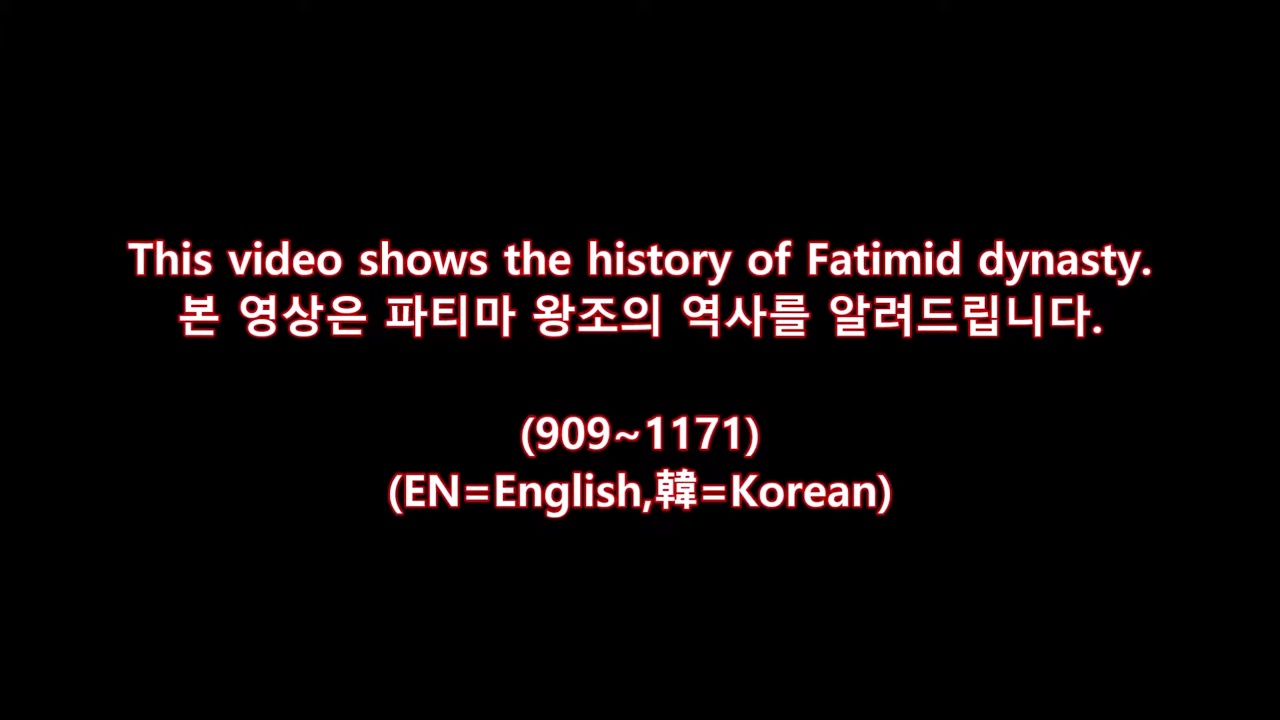 This video shows the history of Fatimid dynasty.
본 영상은 파티마 왕조의 역사를 알려드립니다.
(909~1171)
(EN=English,韓=Korean)